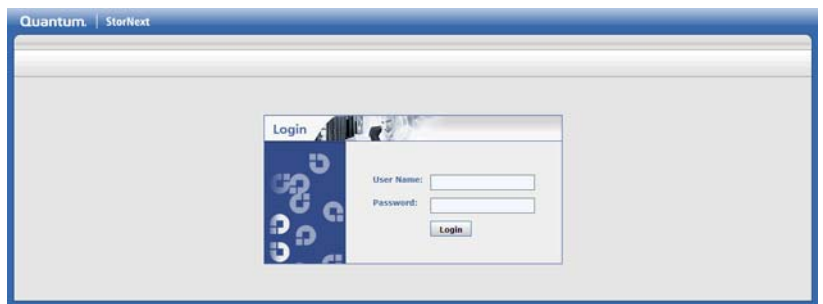 Quantum. | StorNext
Login
User Name:
Password:
Login